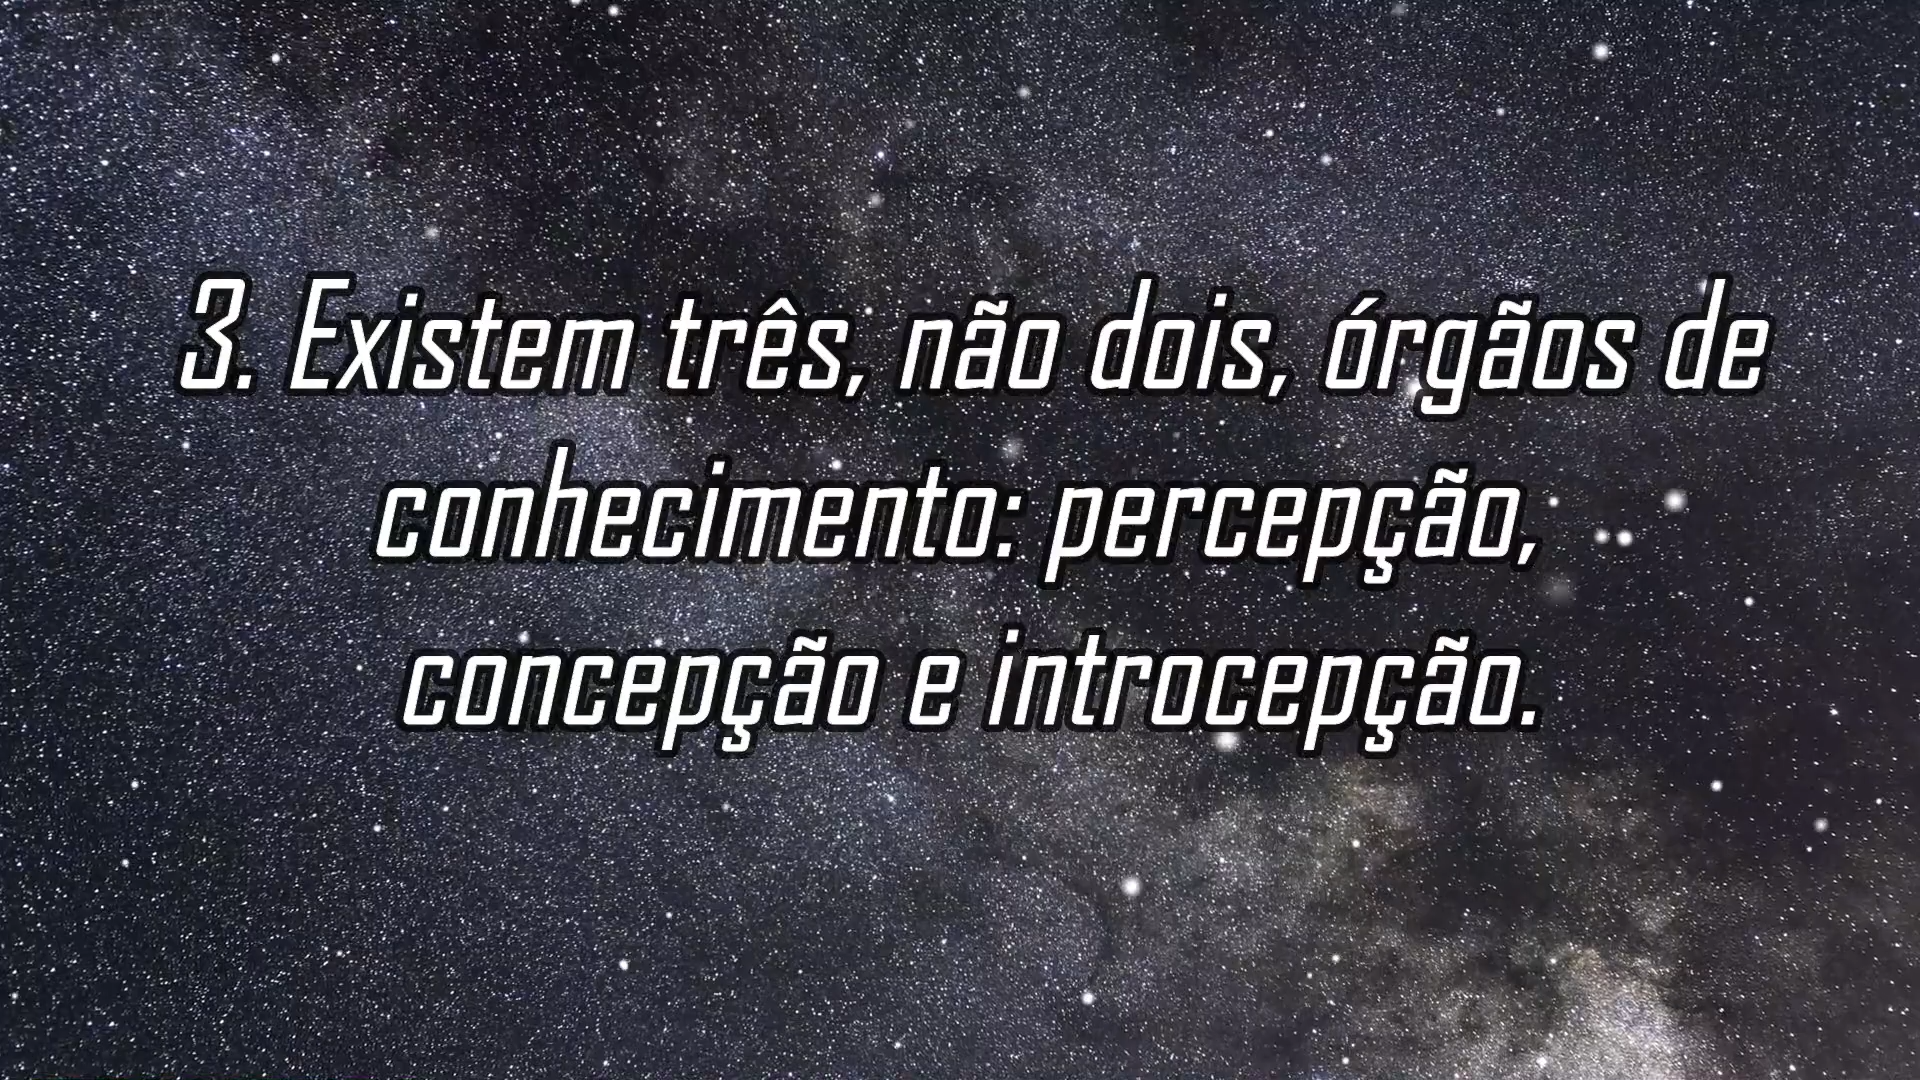 3. Existem três, não dois, órgãos de
conhecimento: percepção,
concepção e introcepção.